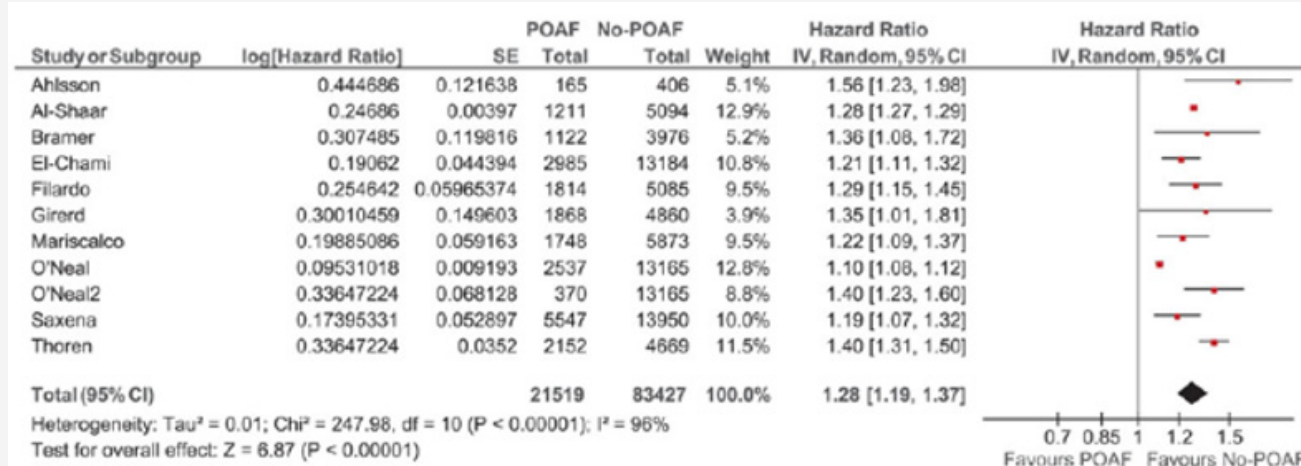 POAF No-POAF Hazard Ratio Hazard Ratio
Study or Subgroup log[Hazard Ratio] SE Total Total Weight IV, Random, 95% CI IV, Random, 95% CI
Ahlsson 0.444686 0.121638 165 406 5.1% 1.56 [1.23, 1.98]
Al-Shaar 0.24686 0.00397 1211 5094 12.9% 1.28 [1.27, 1.29]
Bramer 0.307485 0.119816 1122 3976 5.2% 1.36 [1.08, 1.72]
El-Chami 0.19062 0.044394 2985 13184 10.8% 1.21 [1.11, 1.32]
Filardo 0.254642 0.05965374 1814 5085 9.5% 1.29 [1.15, 1.45]
Girerd 0.30010459 0.149603 1868 4860 3.9% 1.35 [1.01, 1.81]
Mariscalco 0.19885086 0.059163 1748 5873 9.5% 1.22 [1.09, 1.37]
O'Neal 0.09531018 0.009193 2537 13165 12.8% 1.10 [1.08, 1.12]
O'Neal2 0.33647224 0.068128 370 13165 8.8% 1.40 [1.23, 1.60]
Saxena 0.17395331 0.052897 5547 13950 10.0% 1.19 [1.07, 1.32]
Thoren 0.33647224 0.0352 2152 4669 11.5% 1.40 [1.31, 1.50]
Total (95% CI) 21519 83427 100.0% 1.28 [1.19, 1.37]
Heterogeneity: Tau² = 0.01; Chi² = 247.98, df = 10 (P < 0.00001); I² = 96%
Test for overall effect: Z = 6.87 (P < 0.00001)
0.7 0.85 1 1.2 1.5
Favours POAF Favours No-POAF